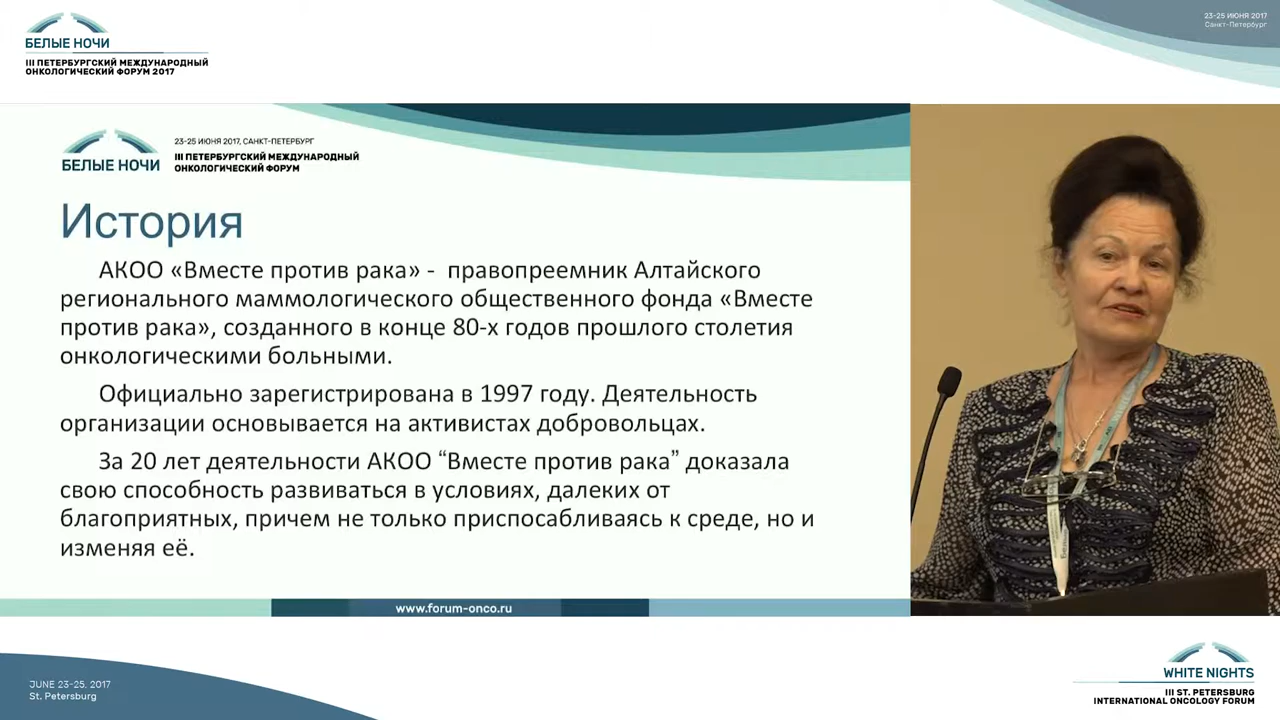 БЕЛЫЕ НОЧИ
III ПЕТЕРБУРГСКИЙ МЕЖДУНАРОДНЫЙ
ОНКОЛОГИЧЕСКИЙ ФОРУМ 2017
23-25 ИЮНЯ 2017
Санкт-Петербург
БЕЛЫЕ НОЧИ
23-25 ИЮНЯ 2017, САНКТ-ПЕТЕРБУРГ
III ПЕТЕРБУРГСКИЙ МЕЖДУНАРОДНЫЙ
ОНКОЛОГИЧЕСКИЙ ФОРУМ
История
АКОО «Вместе против рака» - правопреемник Алтайского
регионального маммологического общественного фонда «Вместе
против рака», созданного в конце 80-х годов прошлого столетия
онкологическими больными.
Официально зарегистрирована в 1997 году. Деятельность
организации основывается на активистах добровольцах.
За 20 лет деятельности АКОО “Вместе против рака” доказала
свою способность развиваться в условиях, далеких от
благоприятных, причем не только приспосабливаясь к среде, но и
изменяя её.
www.forum-onco.ru
JUNE 23-25. 2017
St. Petersburg
WHITE NIGHTS
III ST. PETERSBURG
INTERNATIONAL ONCOLOGY FORUM